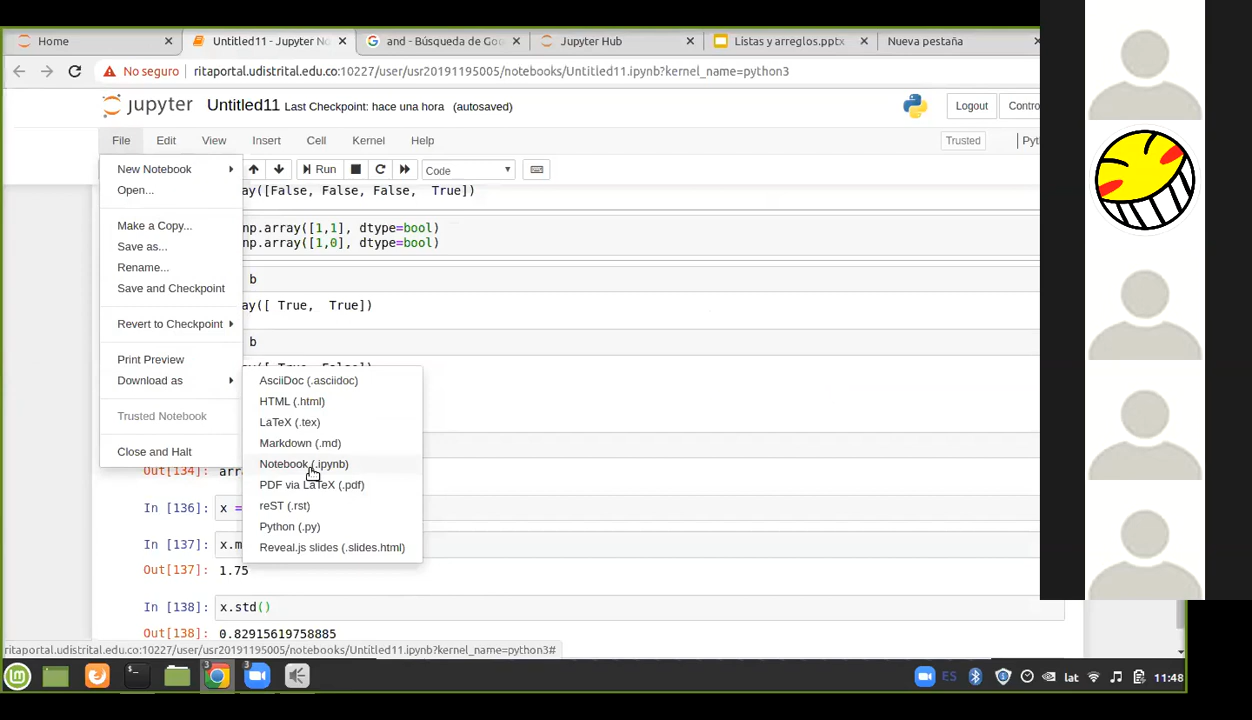 Home
Untitled11 - Jupyter No
and - Búsqueda de Goo
Jupyter Hub
Listas y arreglos.pptx
Nueva pestaña
No seguro
ritaportal.udistrital.edu.co:10227/user/usr20191195005/notebooks/Untitled11.ipynb?kernel_name=python3
jupyter Untitled11 Last Checkpoint: hace una hora (autosaved)
Logout
Contro
File Edit View Insert Cell Kernel Help
Trusted
Pyt
Run
Code
New Notebook
Open...
Make a Copy...
Save as...
Rename...
Save and Checkpoint
Revert to Checkpoint
Print Preview
Download as
Trusted Notebook
Close and Halt
AsciiDoc (.asciidoc)
HTML (.html)
LaTeX (.tex)
Markdown (.md)
Notebook (.ipynb)
PDF via LaTeX (.pdf)
reST (.rst)
Python (.py)
Reveal.js slides (.slides.html)
ay([False, False, False,  True])
np.array([1,1], dtype=bool)
np.array([1,0], dtype=bool)
b
ay([ True,  True])
b
Out[134]: arr
In [136]: x =
In [137]: x.m
Out[137]: 1.75
In [138]: x.std()
Out[138]: 0.82915619758885
ritaportal.udistrital.edu.co:10227/user/usr20191195005/notebooks/Untitled11.ipynb?kernel_name=python3#
3
3
ES
lat
11:48